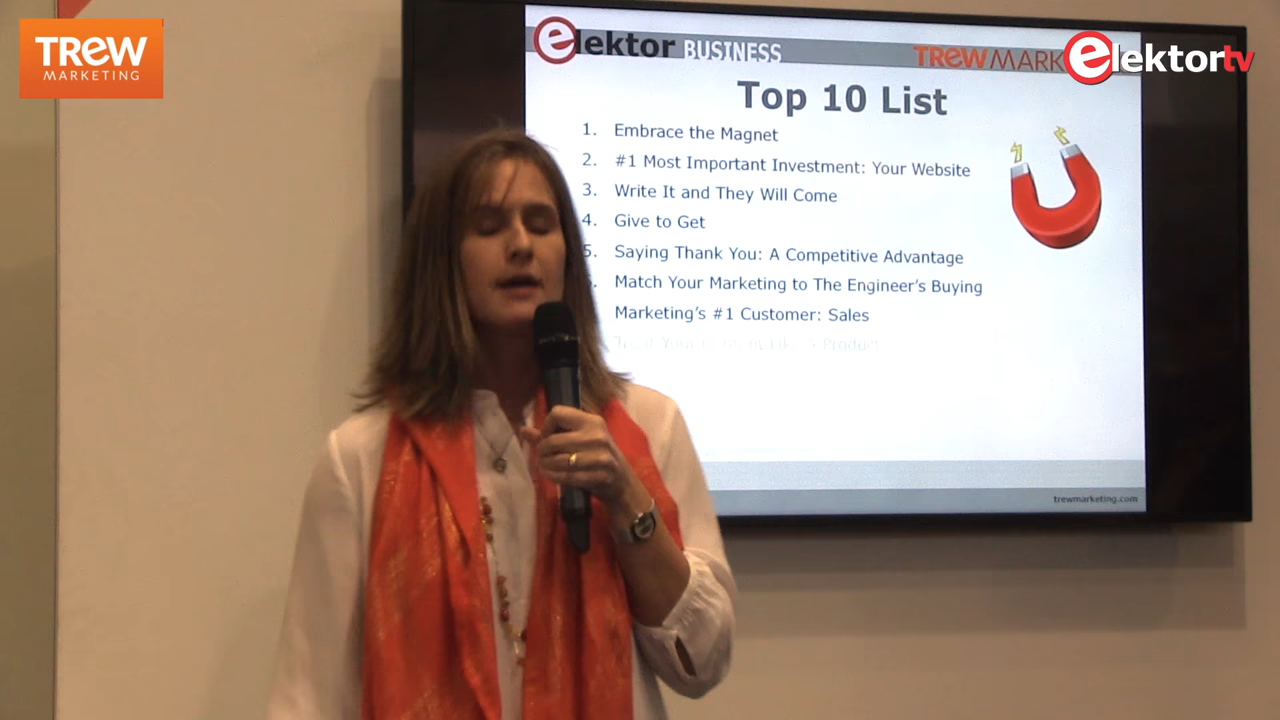 TREW
MARKETING
elektor BUSINESS
TREW MARK
elektortv
Top 10 List
1. Embrace the Magnet
2. #1 Most Important Investment: Your Website
3. Write It and They Will Come
4. Give to Get
5. Saying Thank You: A Competitive Advantage
Match Your Marketing to The Engineer's Buying
Marketing's #1 Customer: Sales
Product
trewmarketing.com